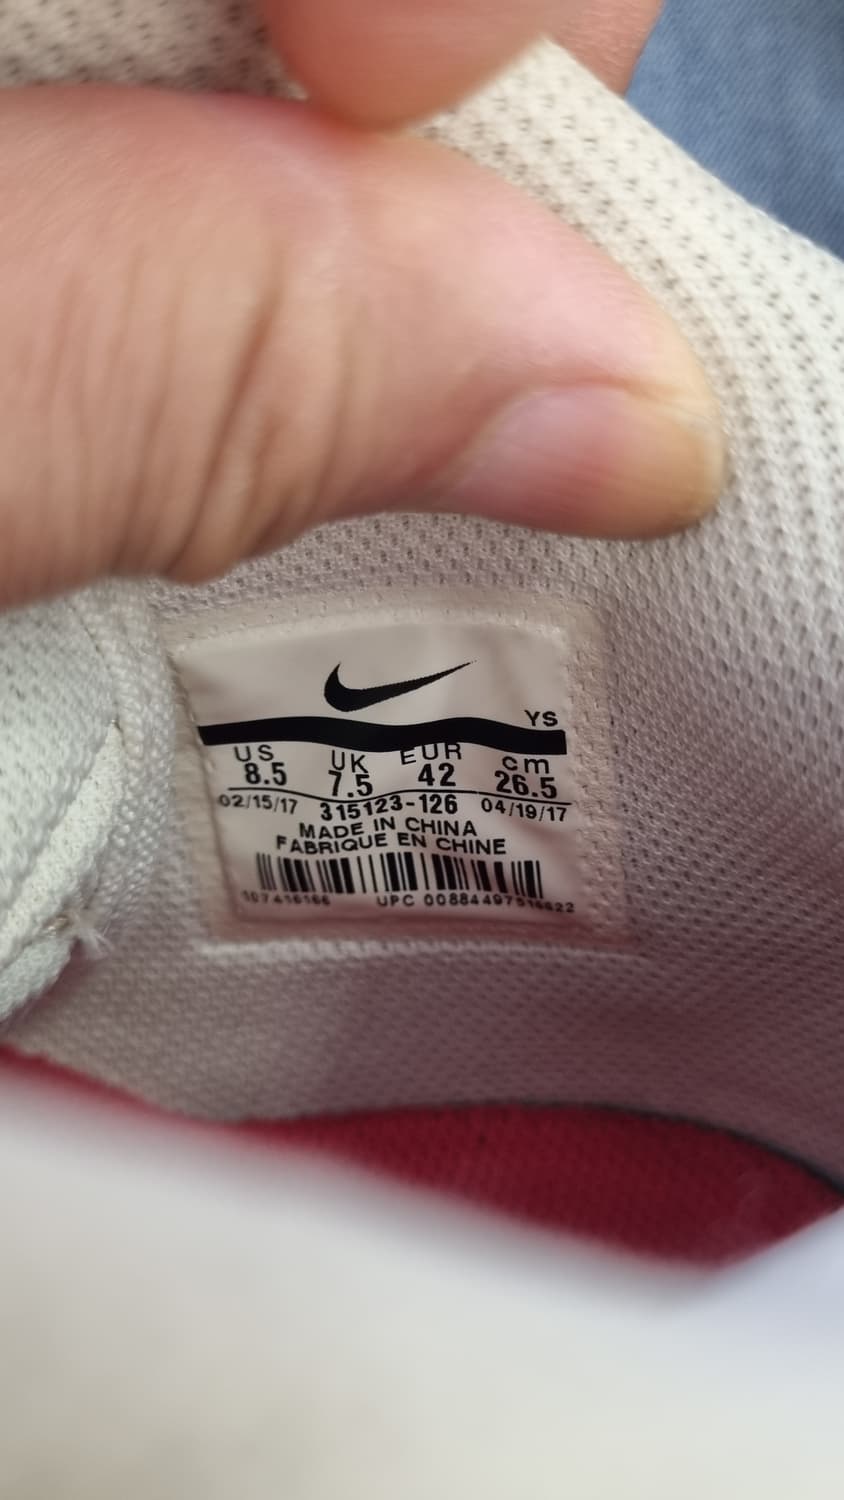 YS
US UK EUR cm
8.5 7.5 42 26.5
02/15/17 315123-126 04/19/17
MADE IN CHINA
FABRIQUE EN CHINE
UPC